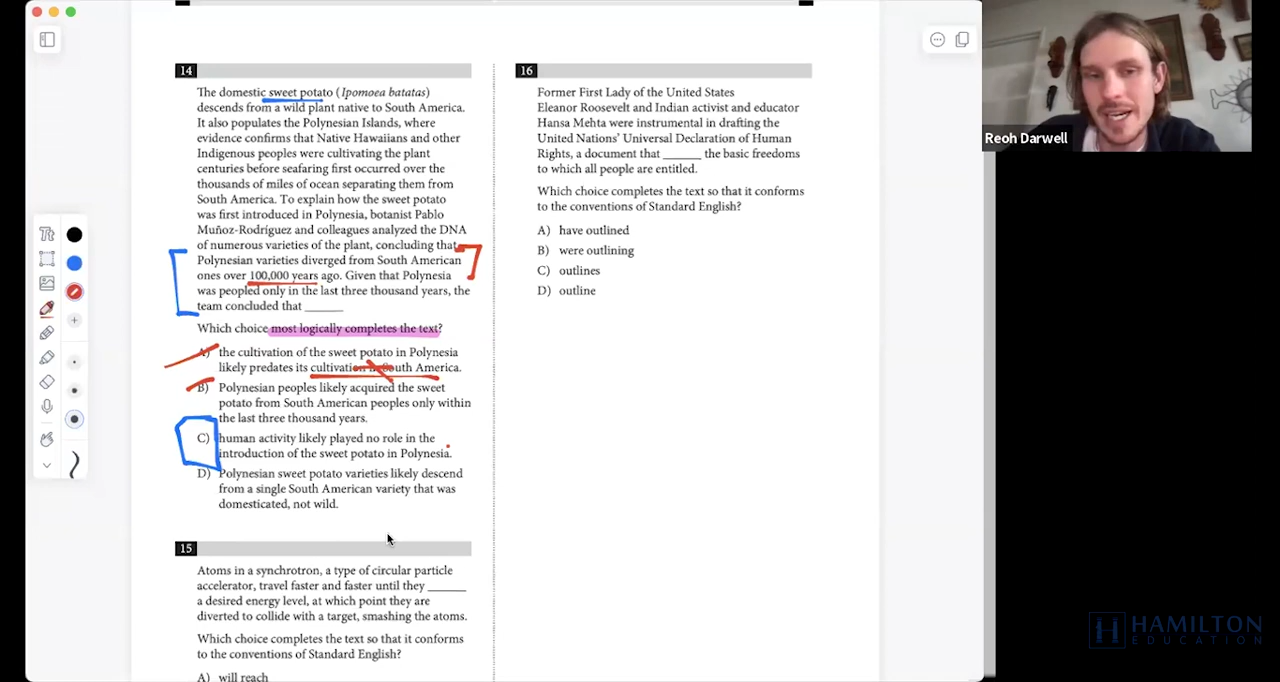 14
The domestic sweet potato (Ipomoea batatas)
descends from a wild plant native to South America.
It also populates the Polynesian Islands, where
evidence confirms that Native Hawaiians and other
Indigenous peoples were cultivating the plant
centuries before seafaring first occurred over the
thousands of miles of ocean separating them from
South America. To explain how the sweet potato
was first introduced in Polynesia, botanist Pablo
Muñoz-Rodríguez and colleagues analyzed the DNA
of numerous varieties of the plant, concluding that
Polynesian varieties diverged from South American
ones over 100,000 years ago. Given that Polynesia
was peopled only in the last three thousand years, the
team concluded that ______
Which choice most logically completes the text?
A) the cultivation of the sweet potato in Polynesia
likely predates its cultivation in South America.
B) Polynesian peoples likely acquired the sweet
potato from South American peoples only within
the last three thousand years.
C) human activity likely played no role in the
introduction of the sweet potato in Polynesia.
D) Polynesian sweet potato varieties likely descend
from a single South American variety that was
domesticated, not wild.
15
Atoms in a synchrotron, a type of circular particle
accelerator, travel faster and faster until they ______
a desired energy level, at which point they are
diverted to collide with a target, smashing the atoms.
Which choice completes the text so that it conforms
to the conventions of Standard English?
A) will reach
16
Former First Lady of the United States
Eleanor Roosevelt and Indian activist and educator
Hansa Mehta were instrumental in drafting the
United Nations' Universal Declaration of Human
Rights, a document that ______ the basic freedoms
to which all people are entitled.
Which choice completes the text so that it conforms
to the conventions of Standard English?
A) have outlined
B) were outlining
C) outlines
D) outline
Tt
Reoh Darwell
HAMILTON
EDUCATION